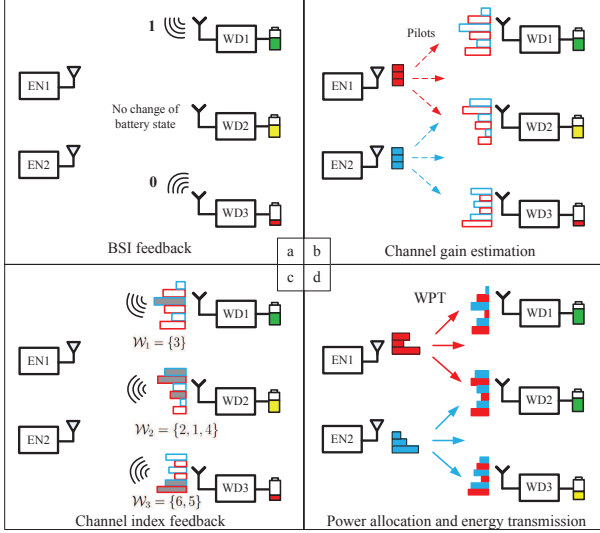 1
WD1
EN1
No change of
battery state
WD2
EN2
0
WD3
BSI feedback
a
Pilots
WD1
EN1
WD2
EN2
WD3
Channel gain estimation
b
c
𝒲₁ = {3}
WD1
EN1
𝒲₂ = {2, 1, 4}
WD2
EN2
𝒲₃ = {6, 5}
WD3
Channel index feedback
d
WPT
WD1
EN1
WD2
EN2
WD3
Power allocation and energy transmission